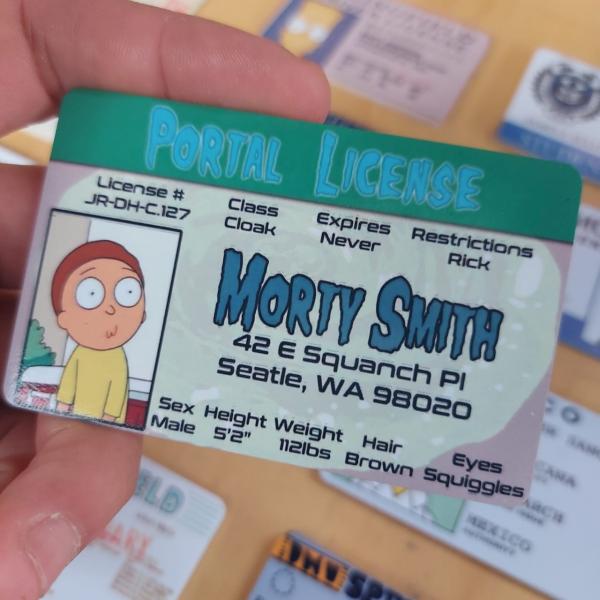 PORTAL LICENSE
License #
JR-DH-C.127
Class
Cloak
Expires
Never
Restrictions
Rick
MORTY SMITH
42 E Squanch Pl
Seatle, WA 98020
Sex
Male
Height
5'2"
Weight
112lbs
Hair
Brown
Eyes
Squiggles
MEXICO